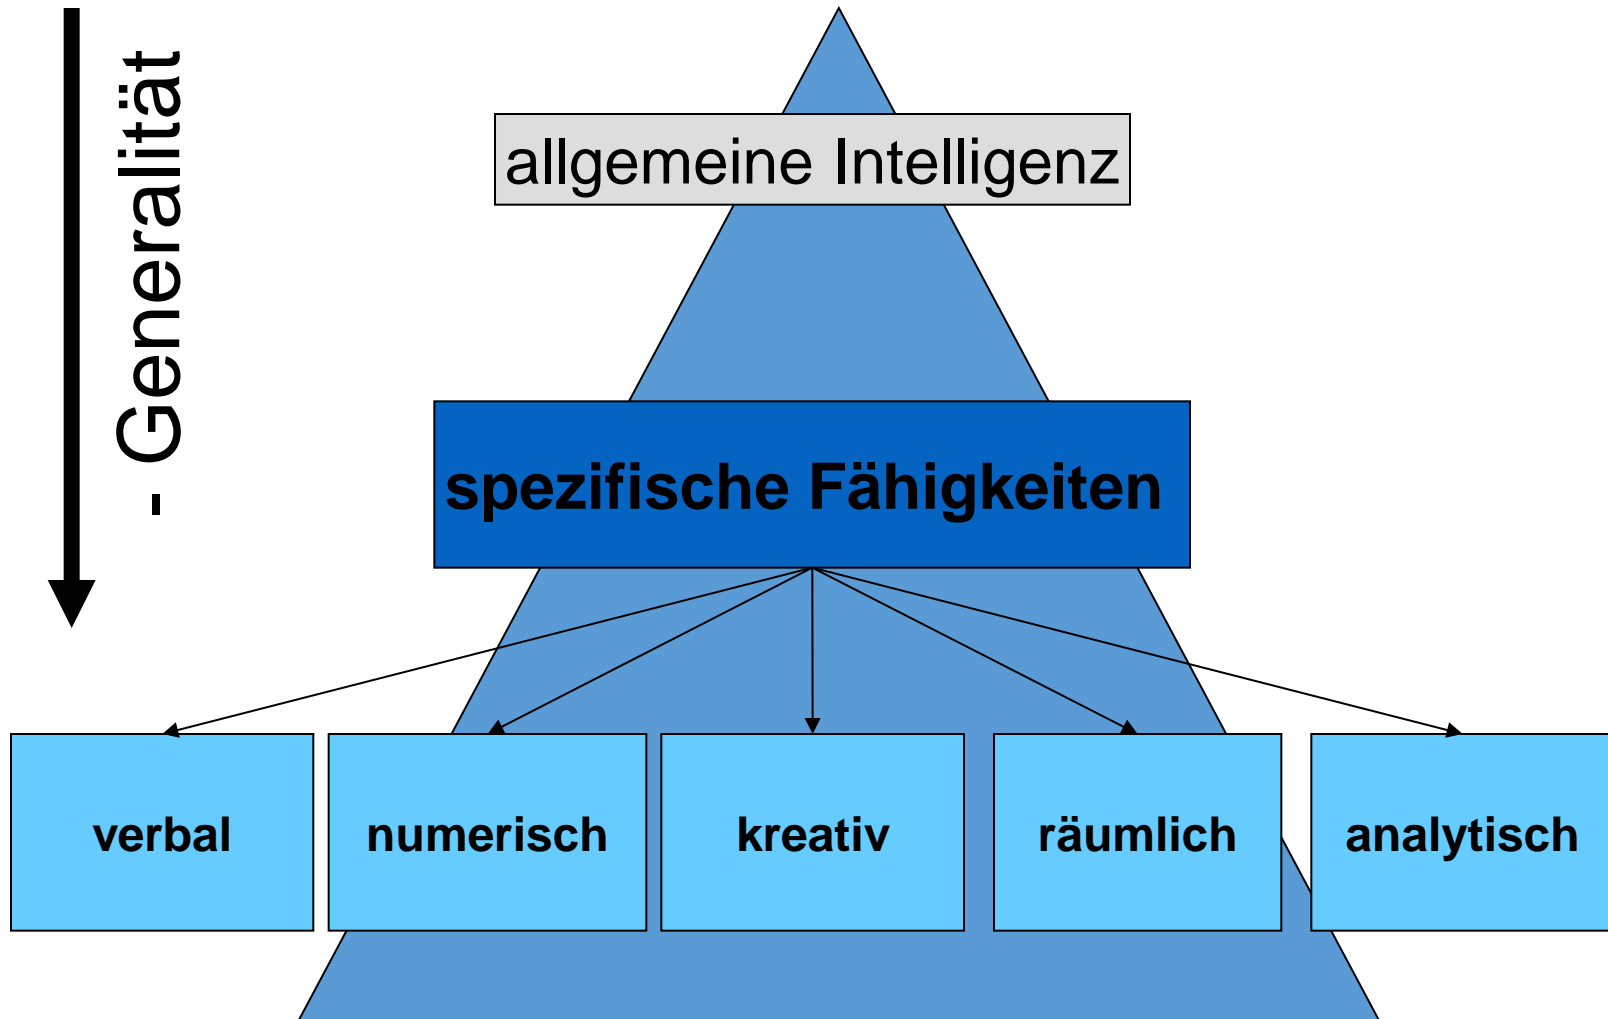 - Generalität
allgemeine Intelligenz
spezifische Fähigkeiten
verbal
numerisch
kreativ
räumlich
analytisch